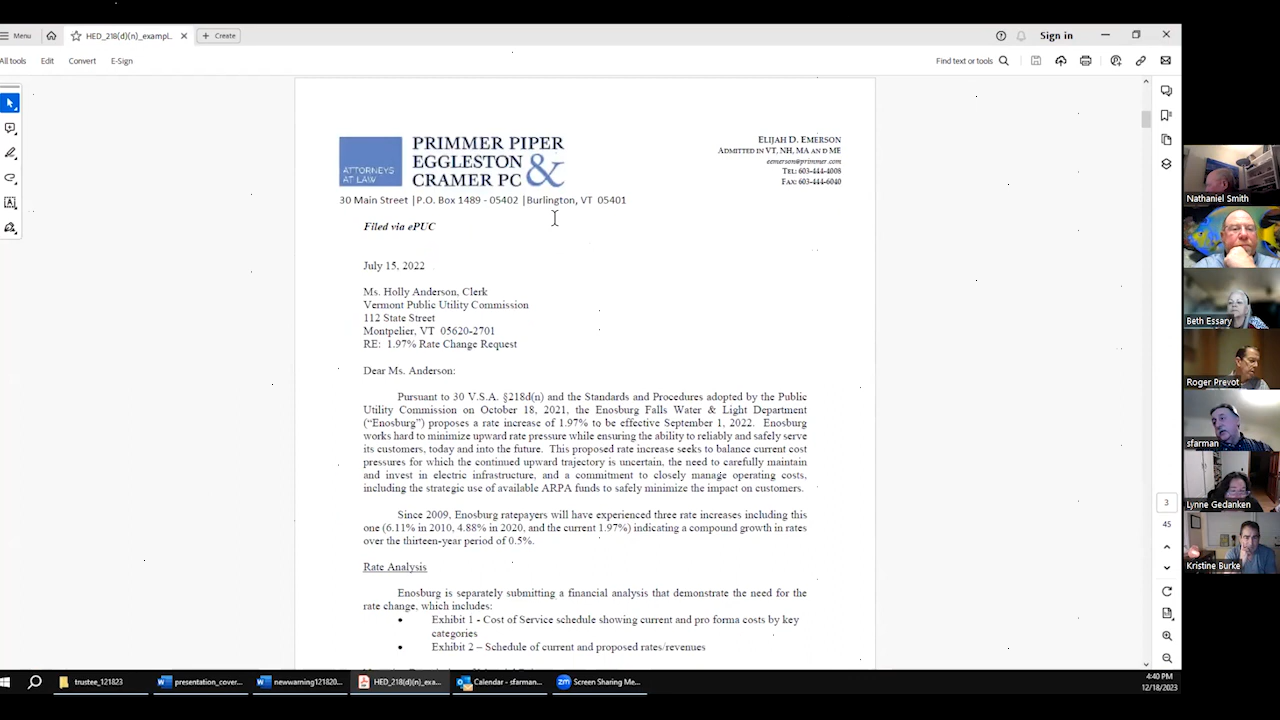 Menu
HED_218(d)(n)_exampl...
Create
Sign in
All tools
Edit
Convert
E-Sign
Find text or tools
PRIMMER PIPER
EGGLESTON &
CRAMER PC
ATTORNEYS
AT LAW
ELIJAH D. EMERSON
ADMITTED IN VT, NH, MA AND ME
eemerson@primmer.com
TEL: 603-444-4008
FAX: 603-444-6040
30 Main Street |P.O. Box 1489 - 05402 |Burlington, VT 05401
Filed via ePUC
July 15, 2022
Ms. Holly Anderson, Clerk
Vermont Public Utility Commission
112 State Street
Montpelier, VT 05620-2701
RE: 1.97% Rate Change Request
Dear Ms. Anderson:
Pursuant to 30 V.S.A. §218d(n) and the Standards and Procedures adopted by the Public
Utility Commission on October 18, 2021, the Enosburg Falls Water & Light Department
("Enosburg") proposes a rate increase of 1.97% to be effective September 1, 2022. Enosburg
works hard to minimize upward rate pressure while ensuring the ability to reliably and safely serve
its customers, today and into the future. This proposed rate increase seeks to balance current cost
pressures for which the continued upward trajectory is uncertain, the need to carefully maintain
and invest in electric infrastructure, and a commitment to closely manage operating costs,
including the strategic use of available ARPA funds to safely minimize the impact on customers.
Since 2009, Enosburg ratepayers will have experienced three rate increases including this
one (6.11% in 2010, 4.88% in 2020, and the current 1.97%) indicating a compound growth in rates
over the thirteen-year period of 0.5%.
Rate Analysis
Enosburg is separately submitting a financial analysis that demonstrate the need for the
rate change, which includes:
• Exhibit 1 - Cost of Service schedule showing current and pro forma costs by key
categories
• Exhibit 2 – Schedule of current and proposed rates/revenues
3
45
Nathaniel Smith
Beth Essary
Roger Prevot
sfarman
Lynne Gedanken
Kristine Burke
trustee_121823
presentation_cover...
newwarning121820...
HED_218(d)(n)_exa...
Calendar - sfarman...
Screen Sharing Me...
4:40 PM
12/18/2023